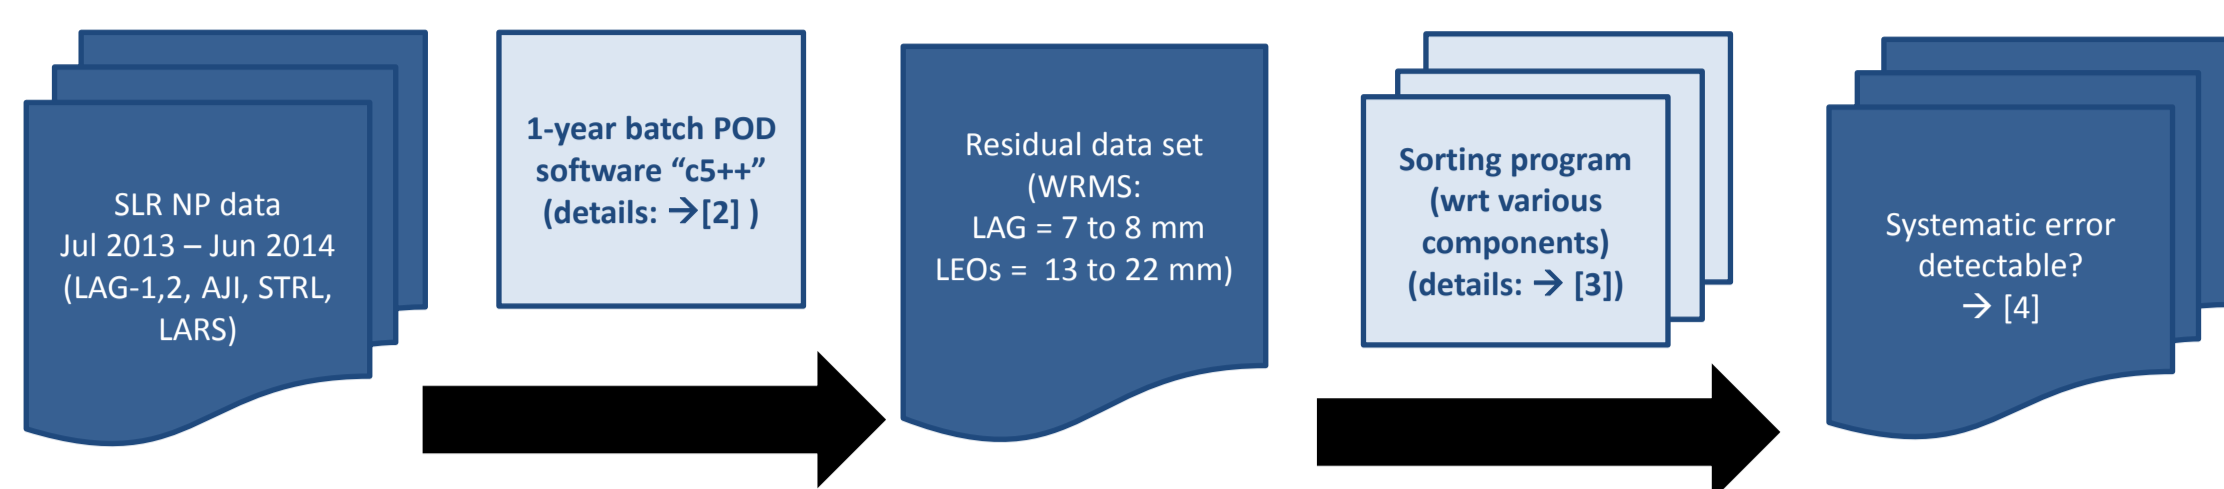 SLR NP data
Jul 2013 – Jun 2014
(LAG-1,2, AJI, STRL,
LARS)
1-year batch POD
software “c5++”
(details: →[2] )
Residual data set
(WRMS:
LAG = 7 to 8 mm
LEOs =  13 to 22 mm)
Sorting program
(wrt various
components)
(details: → [3])
Systematic error
detectable?
→ [4]